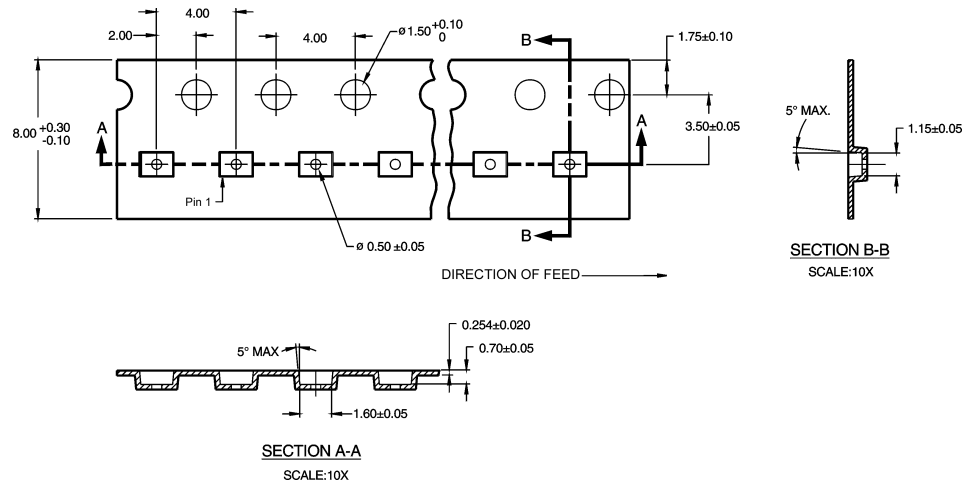 4.00
2.00
4.00
ø 1.50 +0.10
0
B
1.75±0.10
8.00 +0.30
-0.10
A
A
3.50±0.05
5° MAX.
1.15±0.05
Pin 1
B
ø 0.50 ±0.05
SECTION B-B
SCALE:10X
DIRECTION OF FEED
0.254±0.020
5° MAX
0.70±0.05
1.60±0.05
SECTION A-A
SCALE:10X